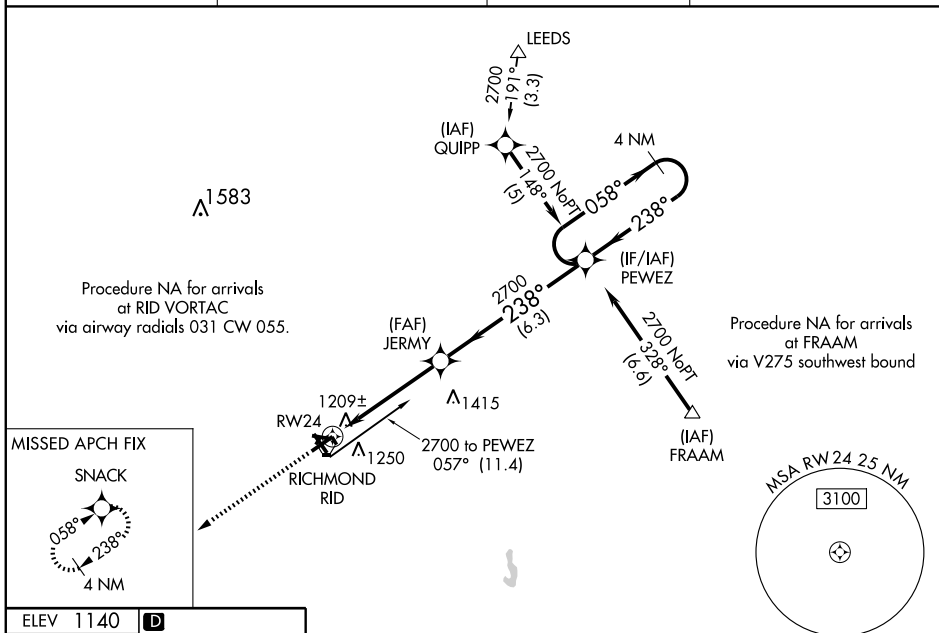 LEEDS
2700
191°
(3.3)
(IAF)
QUIPP
4 NM
2700 NoPT
148°
(5)
058°
238°
1583
(IF/IAF)
PEWEZ
Procedure NA for arrivals
at RID VORTAC
via airway radials 031 CW 055.
2700
238°
(6.3)
(FAF)
JERMY
2700 NoPT
328°
(6.6)
Procedure NA for arrivals
at FRAAM
via V275 southwest bound
1209±
1415
RW24
1250
2700 to PEWEZ
057° (11.4)
(IAF)
FRAAM
RICHMOND
RID
MISSED APCH FIX
SNACK
058°
238°
4 NM
MSA RW 24 25 NM
3100
ELEV 1140 D